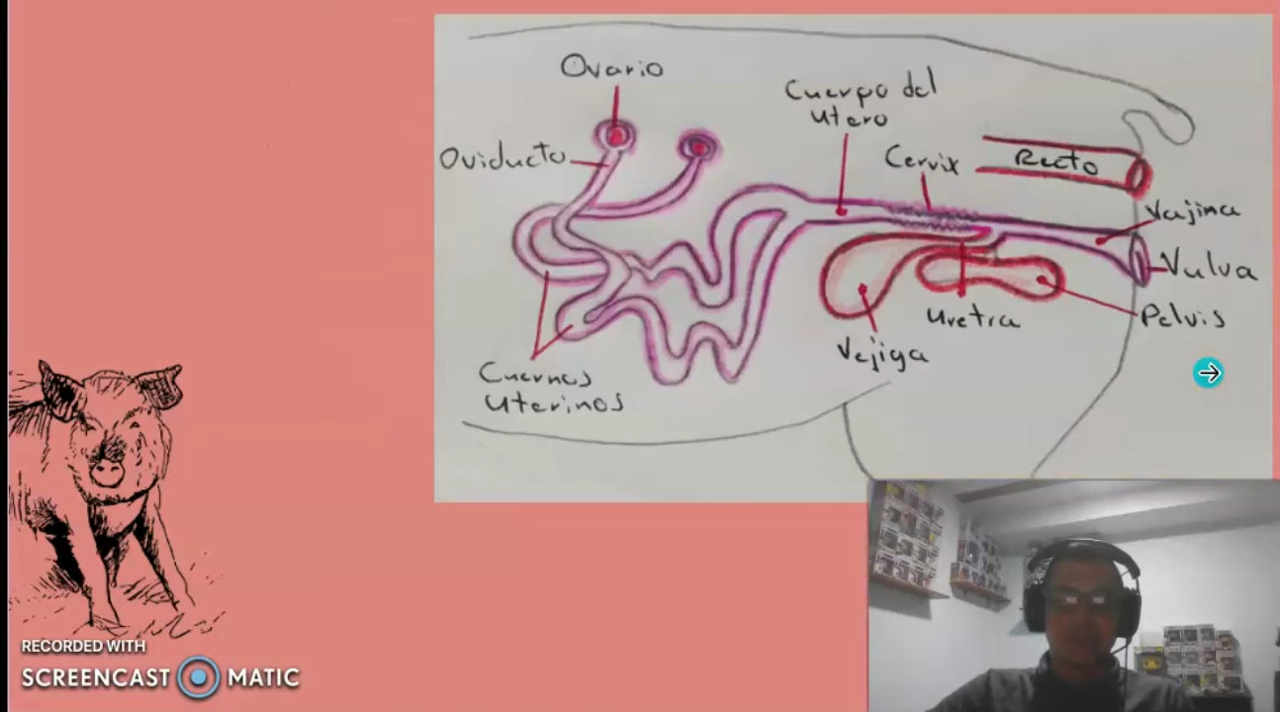 Ovario
Cuerpo del
Utero
Oviducto
Cervix
Recto
Vajina
Vulva
Uretra
Pelvis
Vejiga
Cuernos
Uterinos
RECORDED WITH
SCREENCAST MATIC